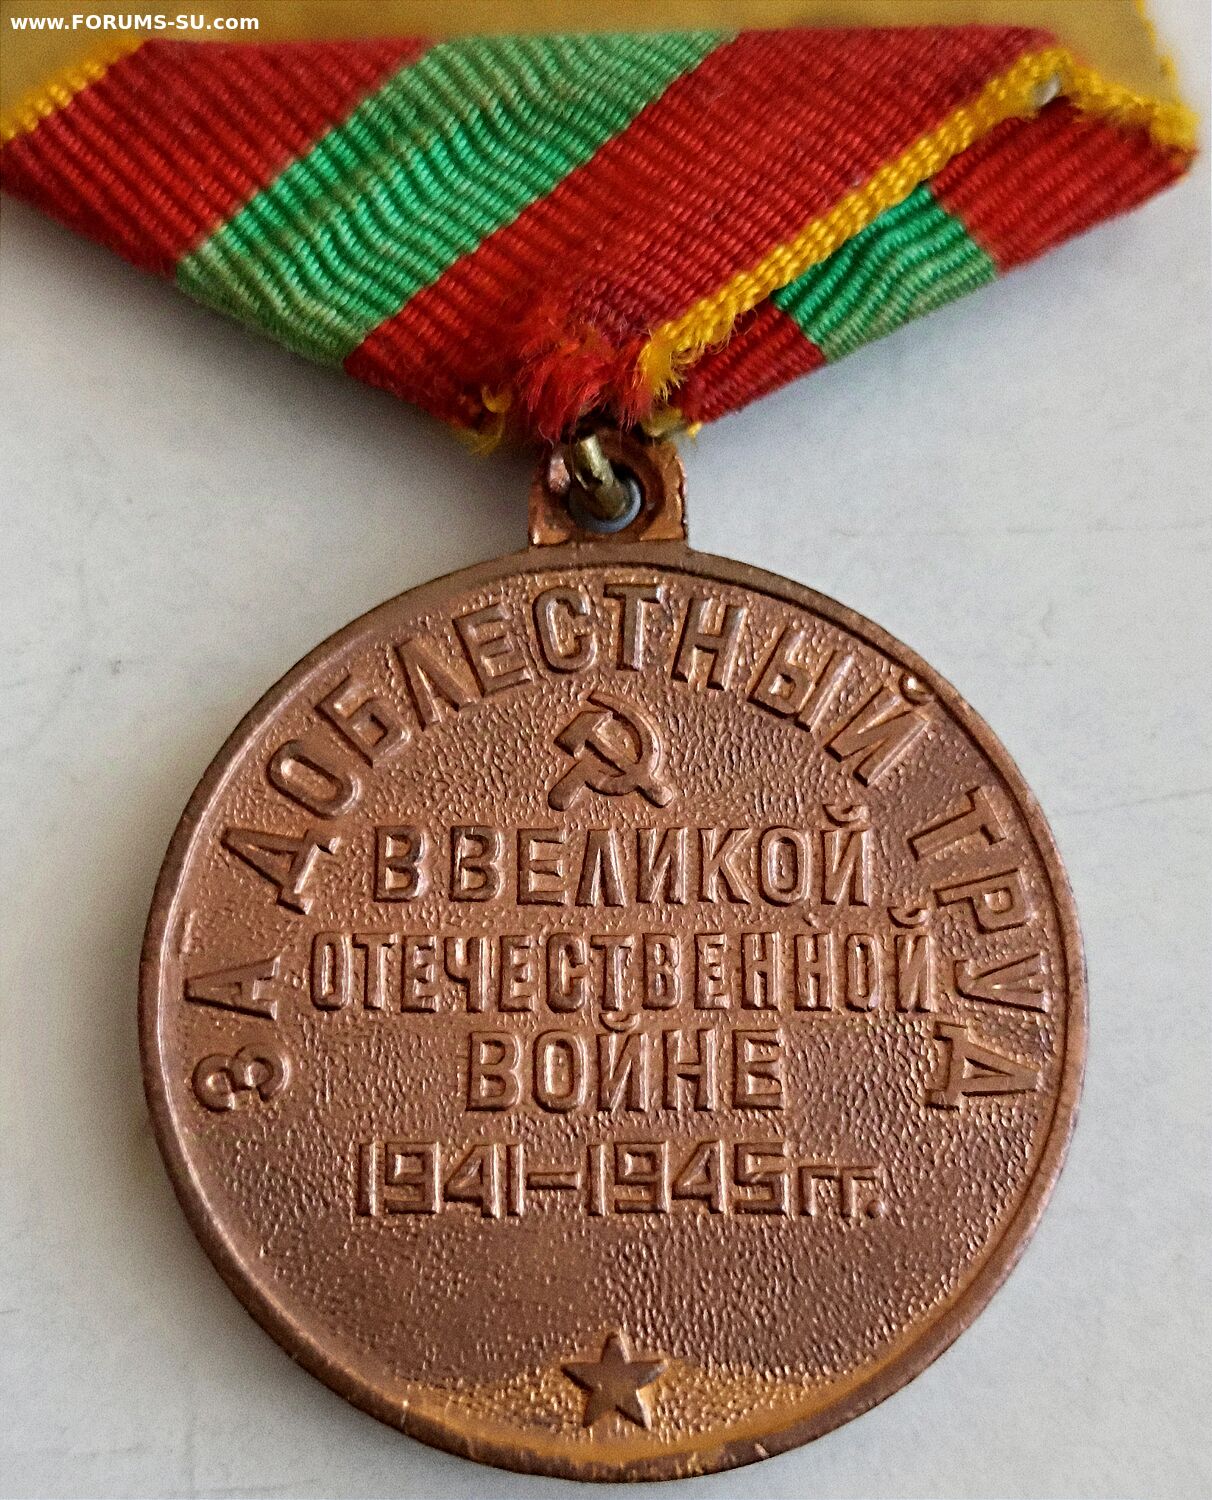 www.FORUMS-SU.com
ЗА ДОБЛЕСТНЫЙ ТРУД
В ВЕЛИКОЙ
ОТЕЧЕСТВЕННОЙ
ВОЙНЕ
1941-1945гг.